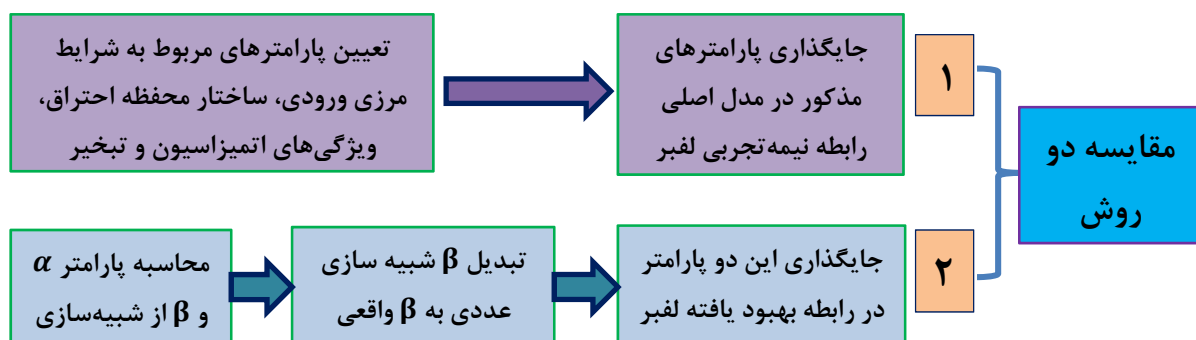 مقایسه دو
روش
۱
جایگذاری پارامترهای
مذکور در مدل اصلی
رابطه نیمه‌تجربی لفبر
تعیین پارامترهای مربوط به شرایط
مرزی ورودی، ساختار محفظه احتراق،
ویژگی‌های اتمیزاسیون و تبخیر
۲
جایگذاری این دو پارامتر
در رابطه بهبود یافته لفبر
تبدیل β شبیه سازی
عددی به β واقعی
محاسبه پارامتر α
و β از شبیه‌سازی